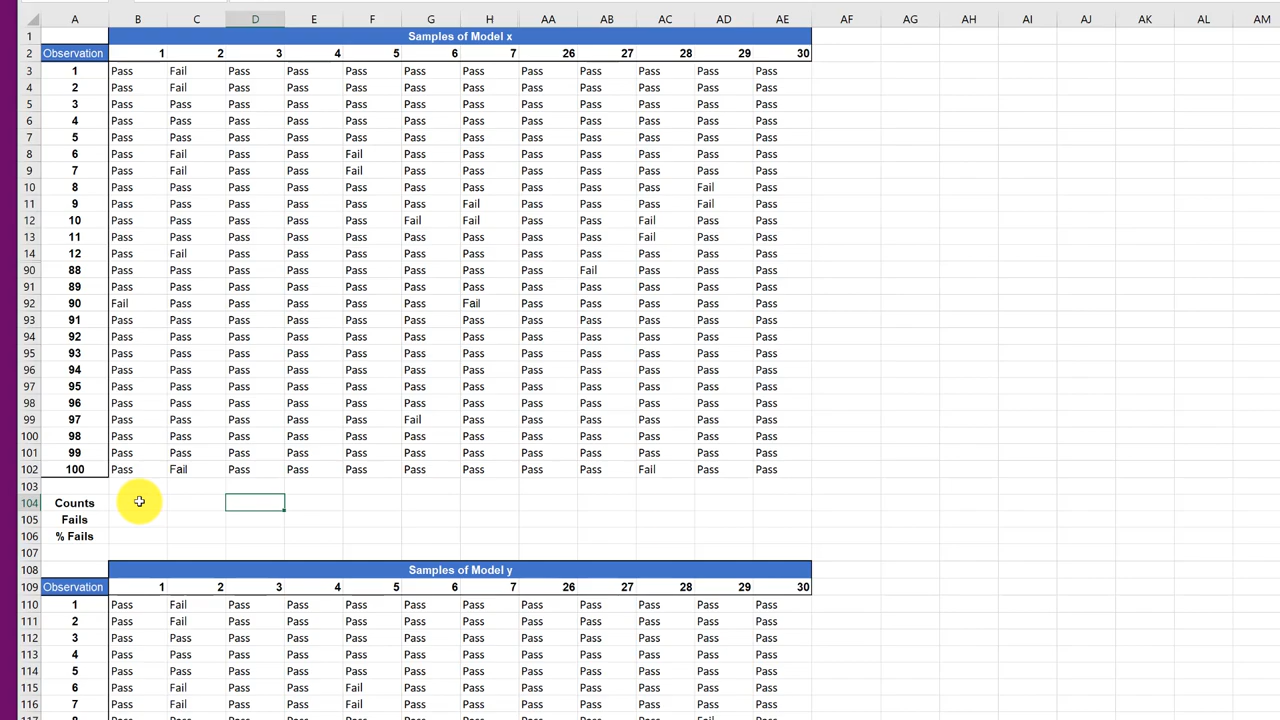 A B C D E F G H AA AB AC AD AE AF AG AH AI AJ AK AL AM
1 Samples of Model x
2 Observation 1 2 3 4 5 6 7 26 27 28 29 30
3 1 Pass Fail Pass Pass Pass Pass Pass Pass Pass Pass Pass Pass
4 2 Pass Fail Pass Pass Pass Pass Pass Pass Pass Pass Pass Pass
5 3 Pass Pass Pass Pass Pass Pass Pass Pass Pass Pass Pass Pass
6 4 Pass Pass Pass Pass Pass Pass Pass Pass Pass Pass Pass Pass
7 5 Pass Pass Pass Pass Pass Pass Pass Pass Pass Pass Pass Pass
8 6 Pass Fail Pass Pass Fail Pass Pass Pass Pass Pass Pass Pass
9 7 Pass Fail Pass Pass Fail Pass Pass Pass Pass Pass Pass Pass
10 8 Pass Pass Pass Pass Pass Pass Pass Pass Pass Pass Fail Pass
11 9 Pass Pass Pass Pass Pass Pass Fail Pass Pass Pass Fail Pass
12 10 Pass Pass Pass Pass Pass Fail Fail Pass Pass Fail Pass Pass
13 11 Pass Pass Pass Pass Pass Pass Pass Pass Pass Fail Pass Pass
14 12 Pass Fail Pass Pass Pass Pass Pass Pass Pass Pass Pass Pass
90 88 Pass Pass Pass Pass Pass Pass Pass Pass Fail Pass Pass Pass
91 89 Pass Pass Pass Pass Pass Pass Pass Pass Pass Pass Pass Pass
92 90 Fail Pass Pass Pass Pass Pass Fail Pass Pass Pass Pass Pass
93 91 Pass Pass Pass Pass Pass Pass Pass Pass Pass Pass Pass Pass
94 92 Pass Pass Pass Pass Pass Pass Pass Pass Pass Pass Pass Pass
95 93 Pass Pass Pass Pass Pass Pass Pass Pass Pass Pass Pass Pass
96 94 Pass Pass Pass Pass Pass Pass Pass Pass Pass Pass Pass Pass
97 95 Pass Pass Pass Pass Pass Pass Pass Pass Pass Pass Pass Pass
98 96 Pass Pass Pass Pass Pass Pass Pass Pass Pass Pass Pass Pass
99 97 Pass Pass Pass Pass Pass Fail Pass Pass Pass Pass Pass Pass
100 98 Pass Pass Pass Pass Pass Pass Pass Pass Pass Pass Pass Pass
101 99 Pass Pass Pass Pass Pass Pass Pass Pass Pass Pass Pass Pass
102 100 Pass Fail Pass Pass Pass Pass Pass Pass Pass Fail Pass Pass
103
104 Counts
105 Fails
106 % Fails
107
108 Samples of Model y
109 Observation 1 2 3 4 5 6 7 26 27 28 29 30
110 1 Pass Fail Pass Pass Pass Pass Pass Pass Pass Pass Pass Pass
111 2 Pass Fail Pass Pass Pass Pass Pass Pass Pass Pass Pass Pass
112 3 Pass Pass Pass Pass Pass Pass Pass Pass Pass Pass Pass Pass
113 4 Pass Pass Pass Pass Pass Pass Pass Pass Pass Pass Pass Pass
114 5 Pass Pass Pass Pass Pass Pass Pass Pass Pass Pass Pass Pass
115 6 Pass Fail Pass Pass Fail Pass Pass Pass Pass Pass Pass Pass
116 7 Pass Fail Pass Pass Fail Pass Pass Pass Pass Pass Pass Pass
117 8 Pass Pass Pass Pass Pass Pass Pass Pass Pass Pass Fail Pass